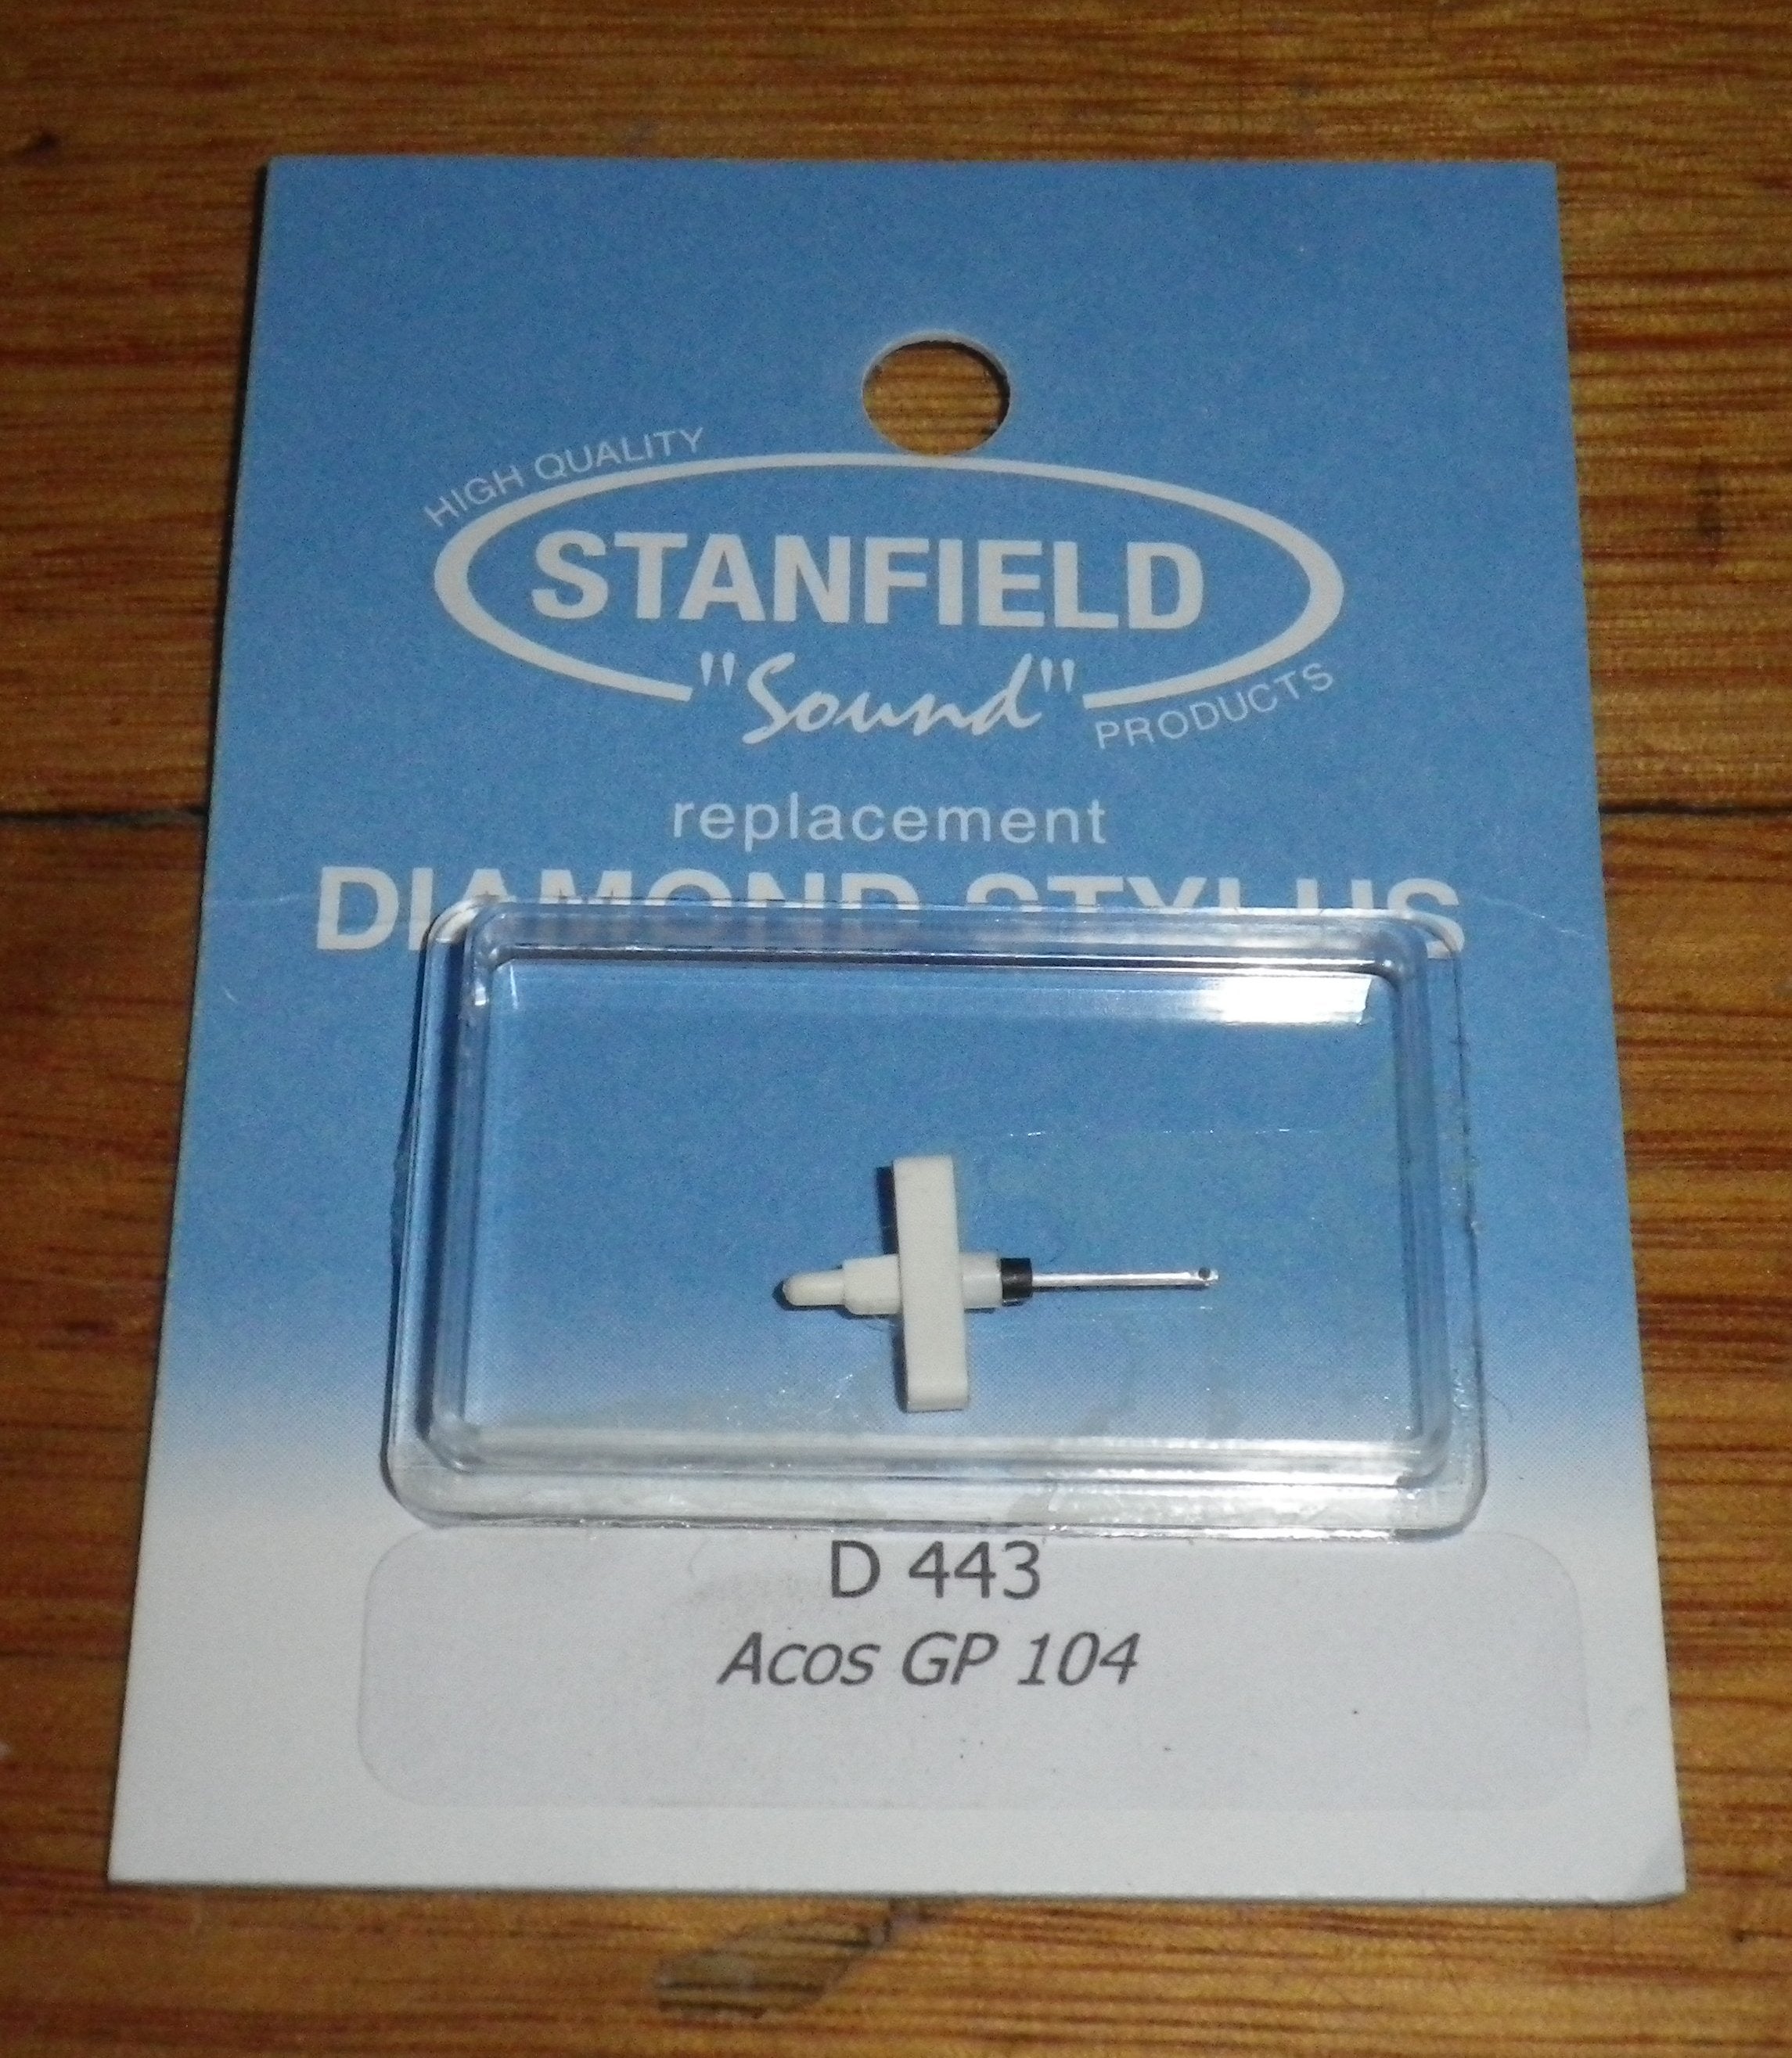 HIGH QUALITY
STANFIELD
"Sound"
PRODUCTS
replacement
DIAMOND STYLUS
D 443
Acos GP 104